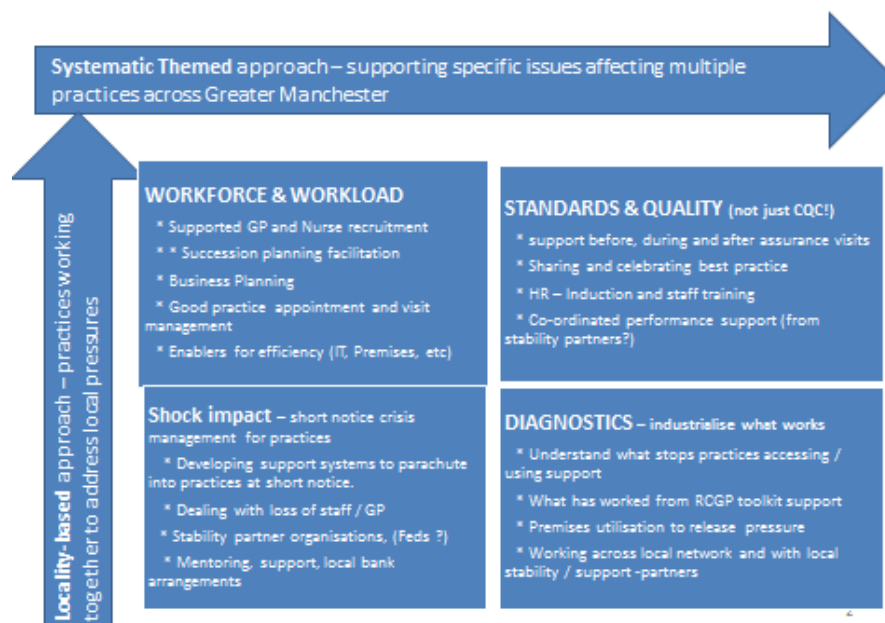 Systematic Themed approach – supporting specific issues affecting multiple
practices across Greater Manchester
Locality-based approach – practices working
together to address local pressures
WORKFORCE & WORKLOAD
* Supported GP and Nurse recruitment
* * Succession planning facilitation
* Business Planning
* Good practice appointment and visit
management
* Enablers for efficiency (IT, Premises, etc)
STANDARDS & QUALITY (not just CQC!)
* support before, during and after assurance visits
* Sharing and celebrating best practice
* HR – Induction and staff training
* Co-ordinated performance support (from
stability partners?)
Shock impact – short notice crisis
management for practices
* Developing support systems to parachute
into practices at short notice.
* Dealing with loss of staff / GP
* Stability partner organisations, (Feds ?)
* Mentoring, support, local bank
arrangements
DIAGNOSTICS – industrialise what works
* Understand what stops practices accessing /
using support
* What has worked from RCGP toolkit support
* Premises utilisation to release pressure
* Working across local network and with local
stability / support -partners